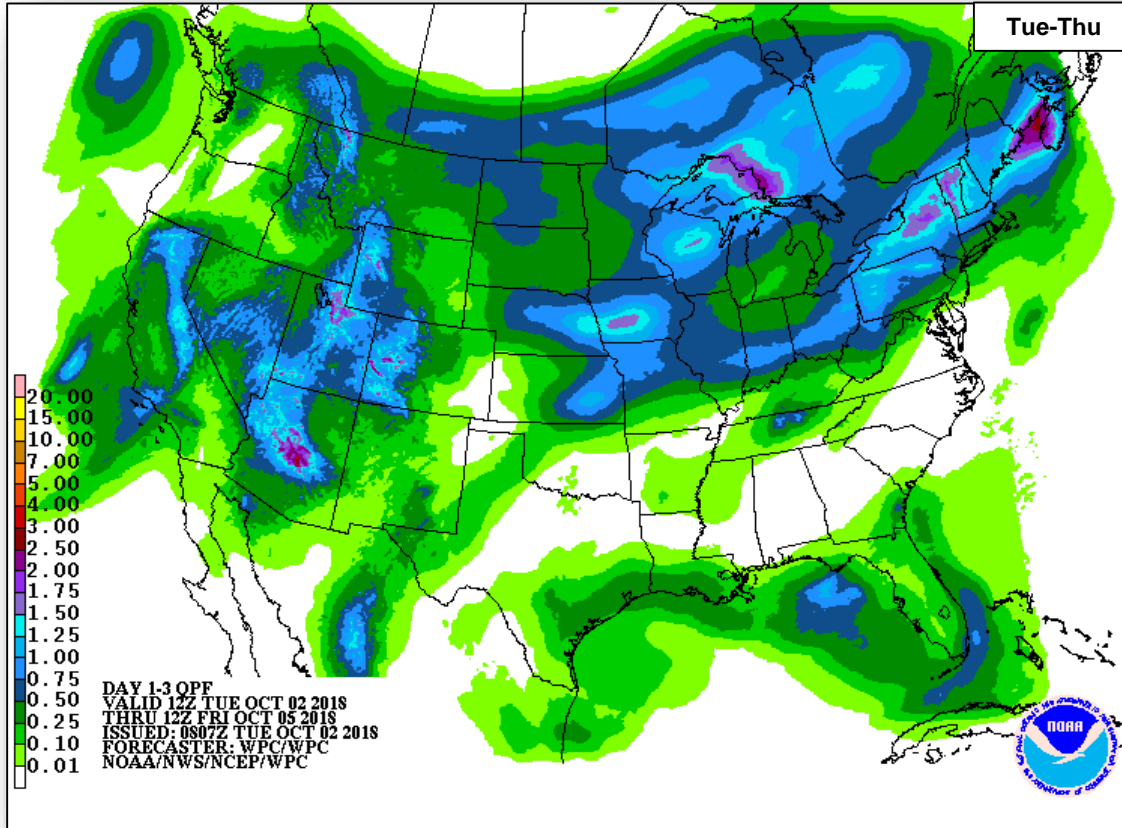 Tue-Thu
20.00
15.00
10.00
7.00
5.00
4.00
3.00
2.50
2.00
1.75
1.50
1.25
1.00
0.75
0.50
0.25
0.10
0.01
DAY 1-3 QPF
VALID 12Z TUE OCT 02 2018
THRU 12Z FRI OCT 05 2018
ISSUED: 0807Z TUE OCT 02 2018
FORECASTER: WPC/WPC
NOAA/NWS/NCEP/WPC
NOAA